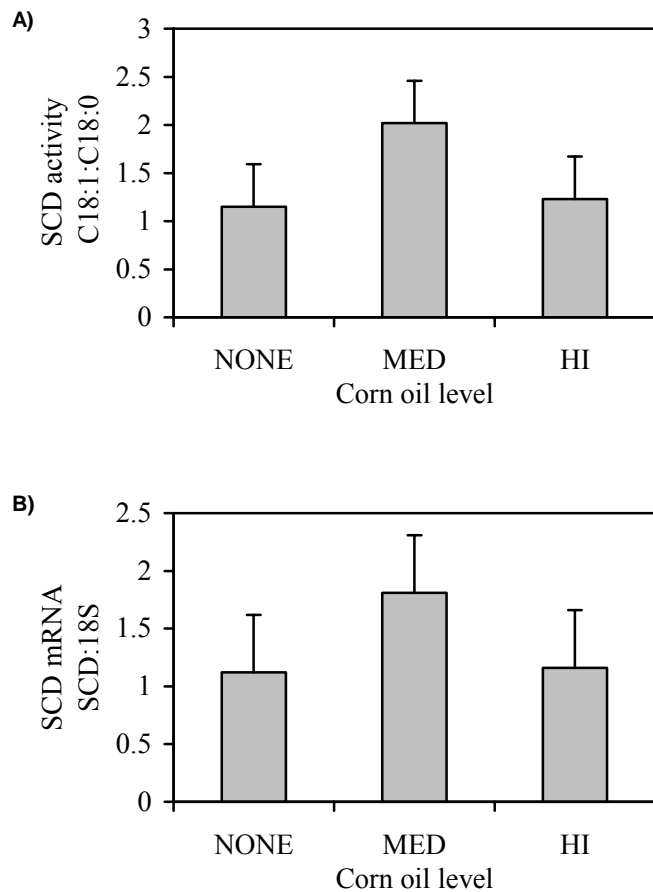 A)
SCD activity
C18:1:C18:0
3
2.5
2
1.5
1
0.5
0
NONE MED HI
Corn oil level
B)
SCD mRNA
SCD:18S
2.5
2
1.5
1
0.5
0
NONE MED HI
Corn oil level